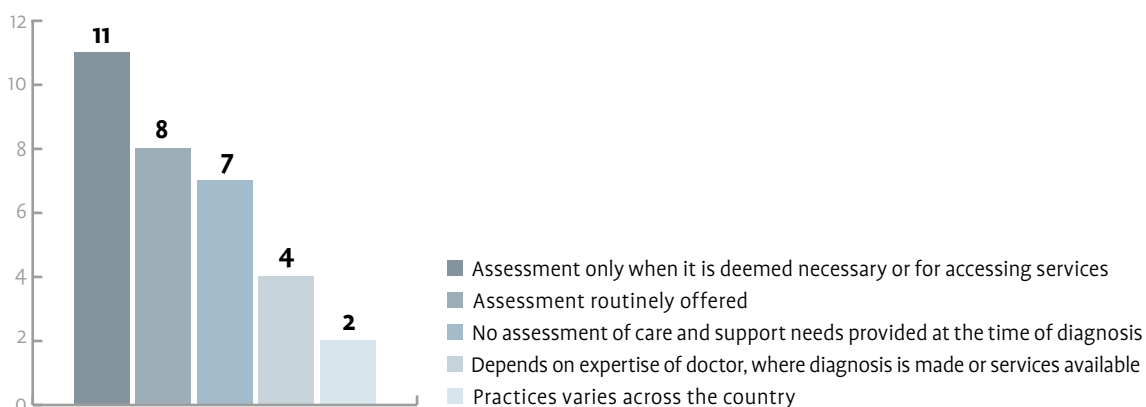 12
11
10
8
8
7
6
4
4
2
2
0
Assessment only when it is deemed necessary or for accessing services
Assessment routinely offered
No assessment of care and support needs provided at the time of diagnosis
Depends on expertise of doctor, where diagnosis is made or services available
Practices varies across the country